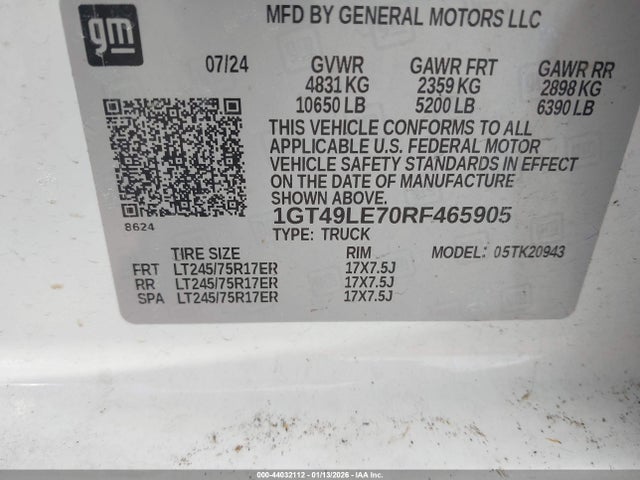 MFD BY GENERAL MOTORS LLC
gm
07/24 GVWR GAWR FRT GAWR RR
4831 KG 2359 KG 2898 KG
10650 LB 5200 LB 6390 LB
THIS VEHICLE CONFORMS TO ALL
APPLICABLE U.S. FEDERAL MOTOR
VEHICLE SAFETY STANDARDS IN EFFECT
ON THE DATE OF MANUFACTURE
SHOWN ABOVE.
8624
1GT49LE70RF465905
TYPE: TRUCK MODEL: 05TK20943
TIRE SIZE RIM
FRT LT245/75R17ER 17X7.5J
RR LT245/75R17ER 17X7.5J
SPA LT245/75R17ER 17X7.5J
000-44032112 - 01/13/2026 - IAAI.COM